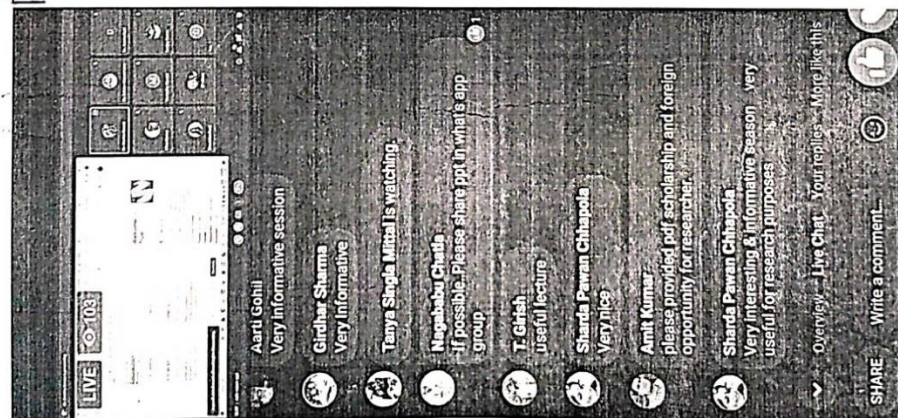 LIVE
103
Aarti Gohil
Very Informative session
Girdhar Sharma
Very Informative
Tanya Singla Mittal is watching.
Nagababu Chatla
If possible..Please share ppt in what's app
group
1
T. Girish
useful lecture
Sharda Pawan Chhapola
Very nice
Amit Kumar
please provided pdf scholarship and foreign
opportunity for researcher,
Sharda Pawan Chhapola
Very Interesting & informative season very
useful for research purposes
Overview Live Chat Your replies More like this
SHARE Write a comment...